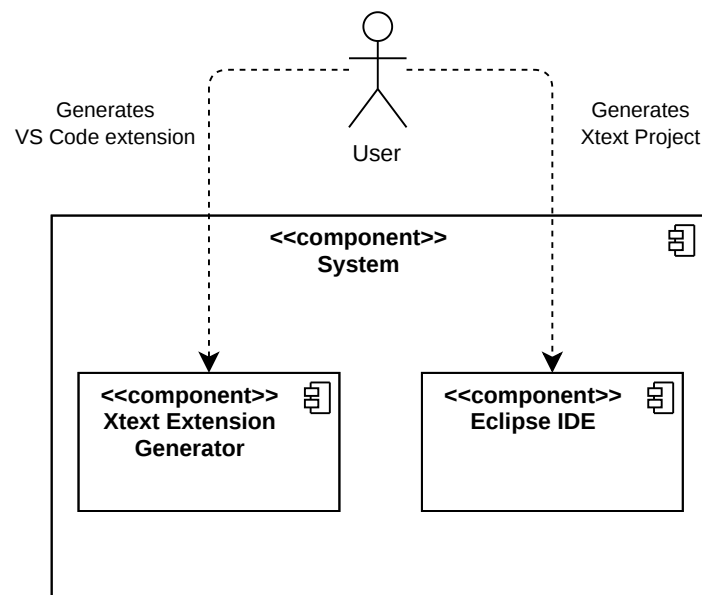 Generates
VS Code extension
Generates
Xtext Project
User
<<component>>
System
<<component>>
Xtext Extension
Generator
<<component>>
Eclipse IDE